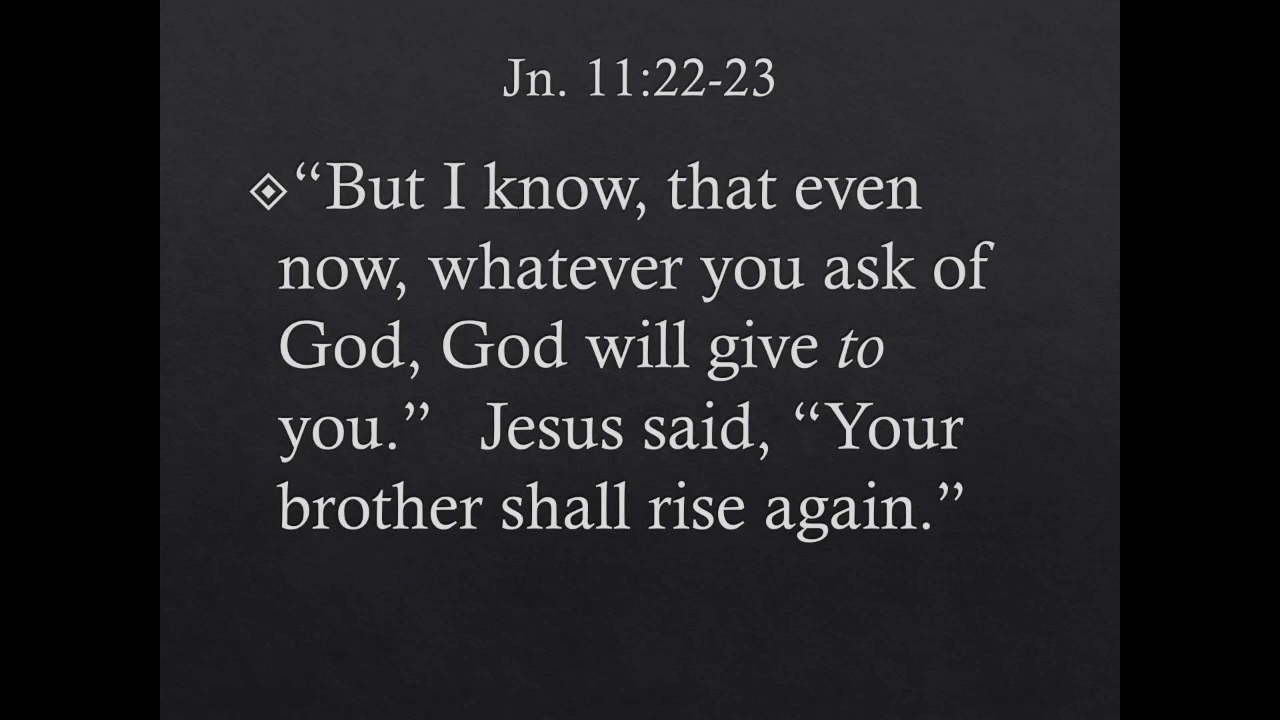 Jn. 11:22-23
“But I know, that even
now, whatever you ask of
God, God will give to
you.”   Jesus said, “Your
brother shall rise again.”